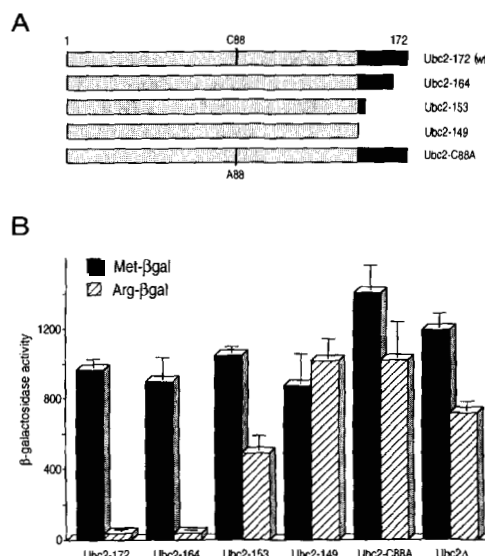 A
1 C88 172
Ubc2-172 (wt
Ubc2-164
Ubc2-153
Ubc2-149
Ubc2-C88A
A88
B
Met-βgal
Arg-βgal
β-galactosidase activity
1200
800
400
0
Ubc2-172 Ubc2-164 Ubc2-153 Ubc2-149 Ubc2-C88A Ubc2Δ